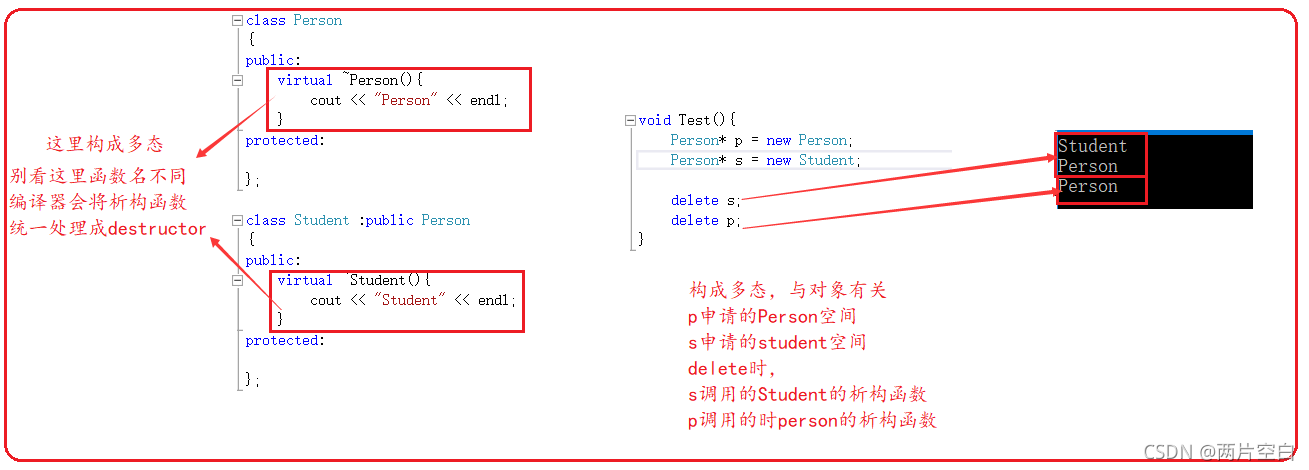 class Person
{
public:
virtual ~Person(){
cout << "Person" << endl;
}
protected:
};
这里构成多态
别看这里函数名不同
编译器会将析构函数
统一处理成destructor
class Student :public Person
{
public:
virtual ~Student(){
cout << "Student" << endl;
}
protected:
};
void Test(){
Person* p = new Person;
Person* s = new Student;
delete s;
delete p;
}
Student
Person
Person
构成多态，与对象有关
p申请的Person空间
s申请的student空间
delete时，
s调用的Student的析构函数
p调用的时person的析构函数
CSDN @两片空白